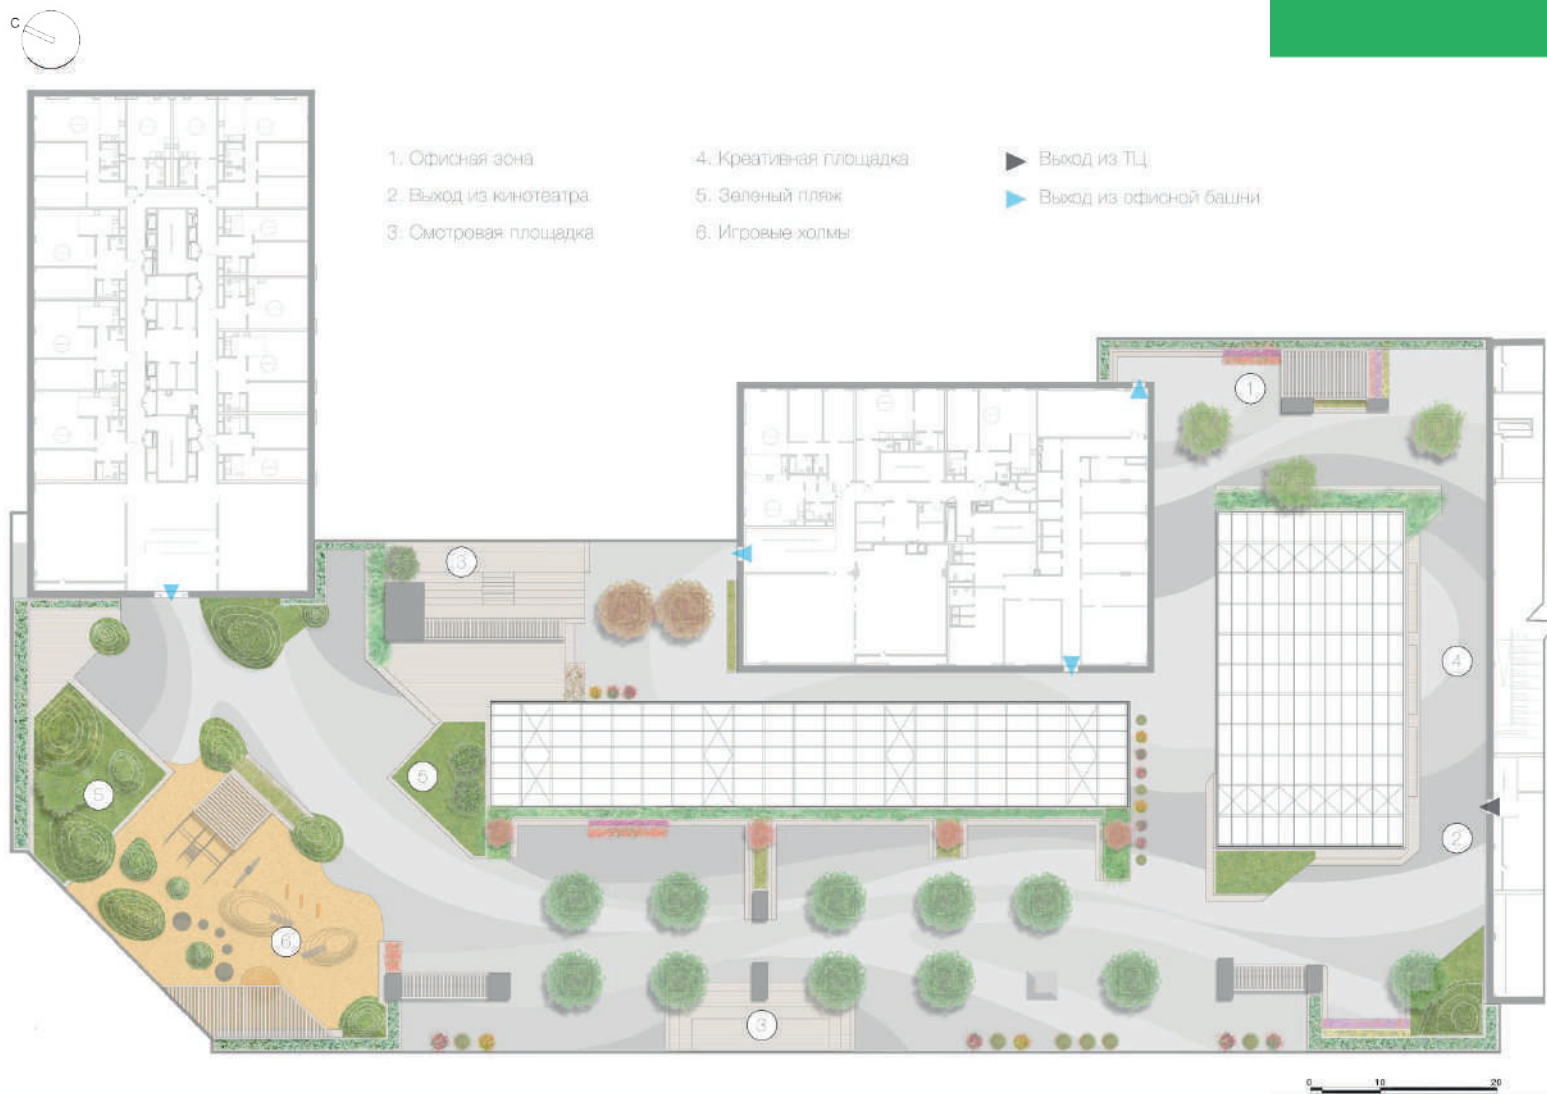 С
1. Офисная зона
2. Выход из кинотеатра
3. Смотровая площадка
4. Креативная площадка
5. Зеленый пляж
6. Игровые холмы
Выход из ТЦ
Выход из офисной башни
1
3
4
5
5
2
6
3
0 10 20